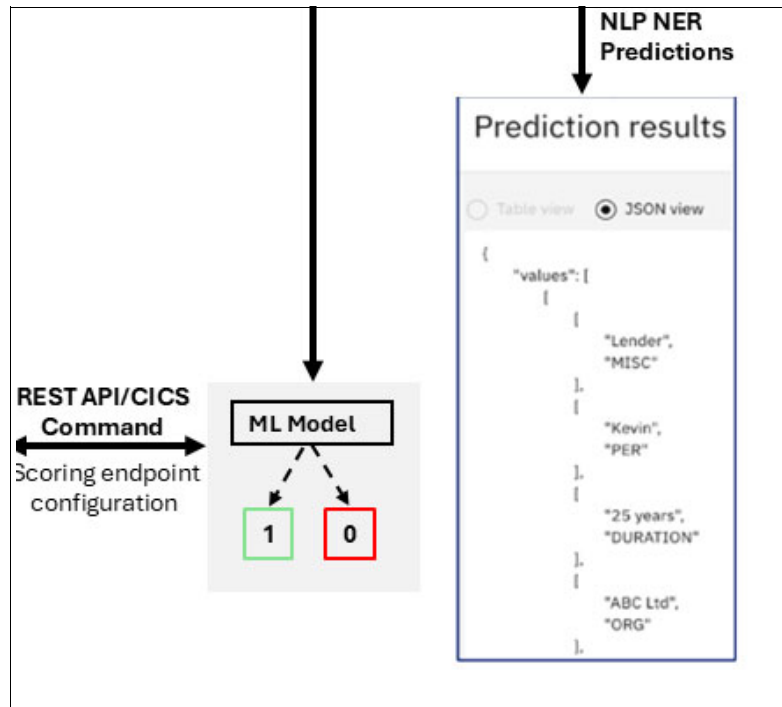 NLP NER
Predictions
Prediction results
Table view
JSON view
{
"values": [
[
[
"Lender",
"MISC"
],
[
"Kevin",
"PER"
],
[
"25 years",
"DURATION"
],
[
"ABC Ltd",
"ORG"
],
REST API/CICS
Command
Scoring endpoint
configuration
ML Model
1
0